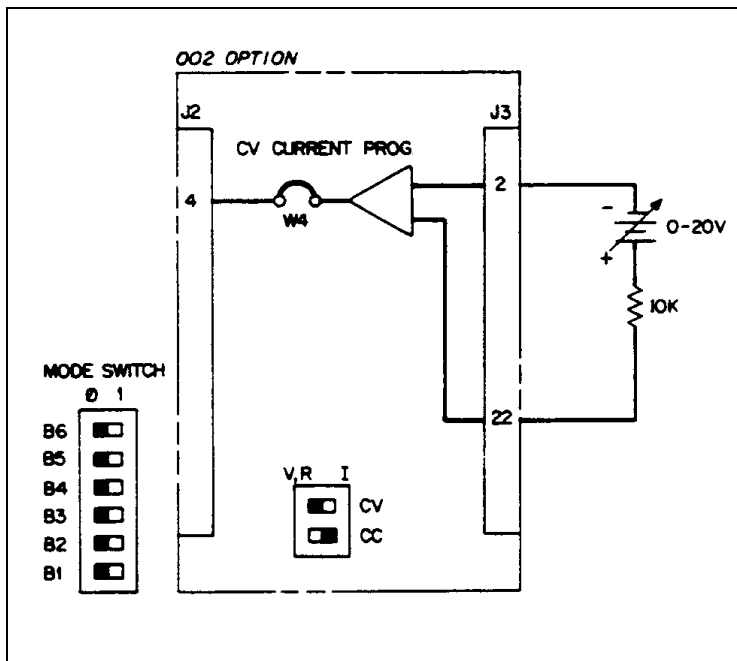 002 OPTION
J2
J3
CV CURRENT PROG.
4
W4
2
-
+
0-20V
10K
22
MODE SWITCH
0 1
B6
B5
B4
B3
B2
B1
V,R I
CV
CC